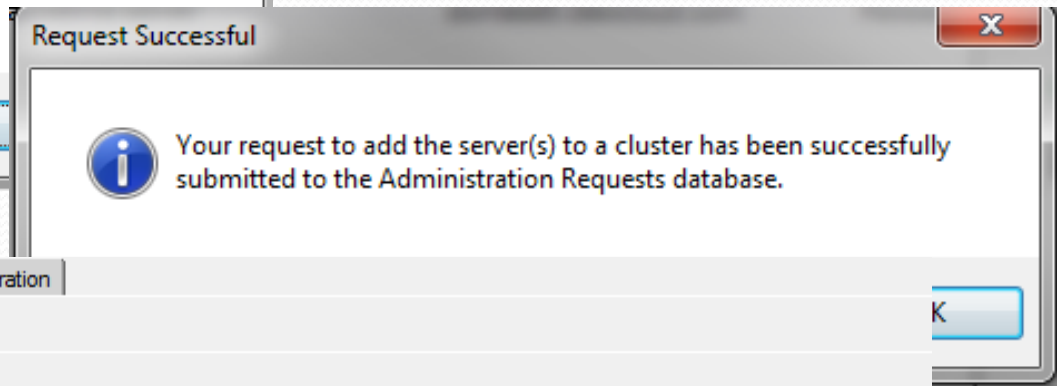 Request Successful
Your request to add the server(s) to a cluster has been successfully
submitted to the Administration Requests database.
ration
K